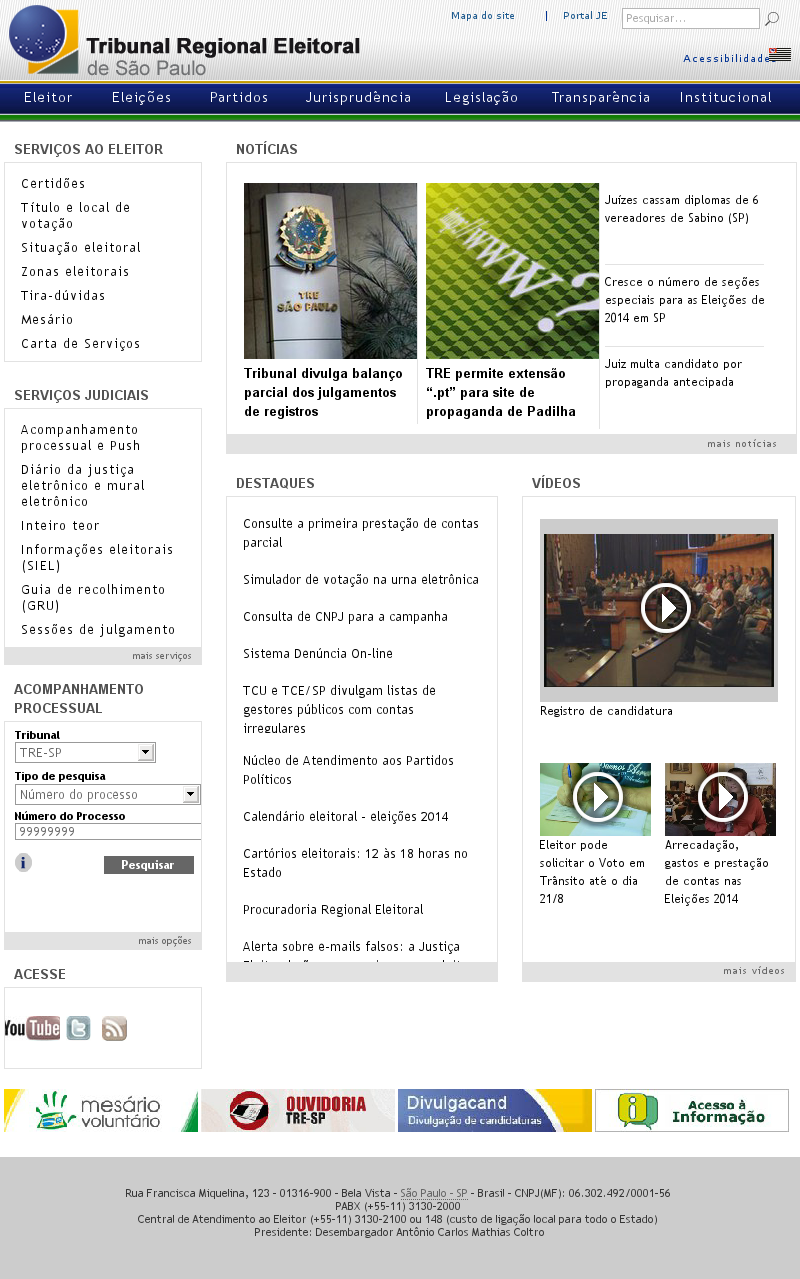 Mapa do site | Portal JE
Pesquisar...
Tribunal Regional Eleitoral
de São Paulo
Acessibilidade
Eleitor Eleições Partidos Jurisprudência Legislação Transparência Institucional
SERVIÇOS AO ELEITOR
Certidões
Título e local de
votação
Situação eleitoral
Zonas eleitorais
Tira-dúvidas
Mesário
Carta de Serviços
SERVIÇOS JUDICIAIS
Acompanhamento
processual e Push
Diário da justiça
eletrônico e mural
eletrônico
Inteiro teor
Informações eleitorais
(SIEL)
Guia de recolhimento
(GRU)
Sessões de julgamento
mais serviços
ACOMPANHAMENTO
PROCESSUAL
Tribunal
TRE-SP
Tipo de pesquisa
Número do processo
Número do Processo
99999999
Pesquisar
mais opções
ACESSE
YouTube
NOTÍCIAS
TRE
SÃO PAULO
Tribunal divulga balanço
parcial dos julgamentos
de registros
http://www.?
TRE permite extensão
“.pt” para site de
propaganda de Padilha
Juízes cassam diplomas de 6
vereadores de Sabino (SP)
Cresce o número de seções
especiais para as Eleições de
2014 em SP
Juiz multa candidato por
propaganda antecipada
mais notícias
DESTAQUES
Consulte a primeira prestação de contas
parcial
Simulador de votação na urna eletrônica
Consulta de CNPJ para a campanha
Sistema Denúncia On-line
TCU e TCE/SP divulgam listas de
gestores públicos com contas
irregulares
Núcleo de Atendimento aos Partidos
Políticos
Calendário eleitoral - eleições 2014
Cartórios eleitorais: 12 às 18 horas no
Estado
Procuradoria Regional Eleitoral
Alerta sobre e-mails falsos: a Justiça
VÍDEOS
Registro de candidatura
Eleitor pode
solicitar o Voto em
Trânsito até o dia
21/8
Arrecadação,
gastos e prestação
de contas nas
Eleições 2014
mais vídeos
mesário
voluntário
OUVIDORIA
TRE-SP
Divulgacand
Divulgação de candidaturas
Acesso à
Informação
Rua Francisca Miquelina, 123 - 01316-900 - Bela Vista - São Paulo - SP - Brasil - CNPJ(MF): 06.302.492/0001-56
PABX (+55-11) 3130-2000
Central de Atendimento ao Eleitor (+55-11) 3130-2100 ou 148 (custo de ligação local para todo o Estado)
Presidente: Desembargador Antônio Carlos Mathias Coltro